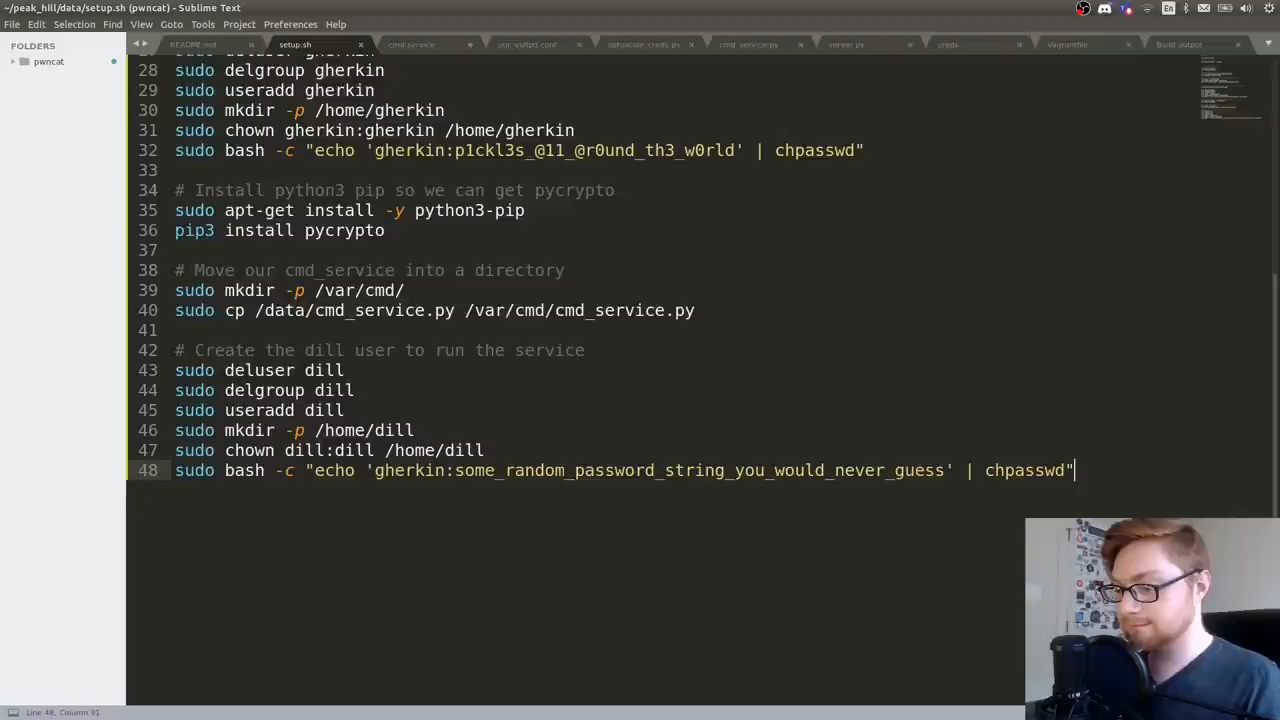 ~/peak_hill/data/setup.sh (pwncat) - Sublime Text
En
File Edit Selection Find View Goto Tools Project Preferences Help
FOLDERS
pwncat
README.md
setup.sh
cmd.service
our_vsftpd.conf
obfuscate_creds.py
cmd_service.py
server.py
creds
Vagrantfile
Build output
28 sudo delgroup gherkin
29 sudo useradd gherkin
30 sudo mkdir -p /home/gherkin
31 sudo chown gherkin:gherkin /home/gherkin
32 sudo bash -c "echo 'gherkin:p1ckl3s_@11_@r0und_th3_w0rld' | chpasswd"
33
34 # Install python3 pip so we can get pycrypto
35 sudo apt-get install -y python3-pip
36 pip3 install pycrypto
37
38 # Move our cmd_service into a directory
39 sudo mkdir -p /var/cmd/
40 sudo cp /data/cmd_service.py /var/cmd/cmd_service.py
41
42 # Create the dill user to run the service
43 sudo deluser dill
44 sudo delgroup dill
45 sudo useradd dill
46 sudo mkdir -p /home/dill
47 sudo chown dill:dill /home/dill
48 sudo bash -c "echo 'gherkin:some_random_password_string_you_would_never_guess' | chpasswd"
Line 48, Column 91